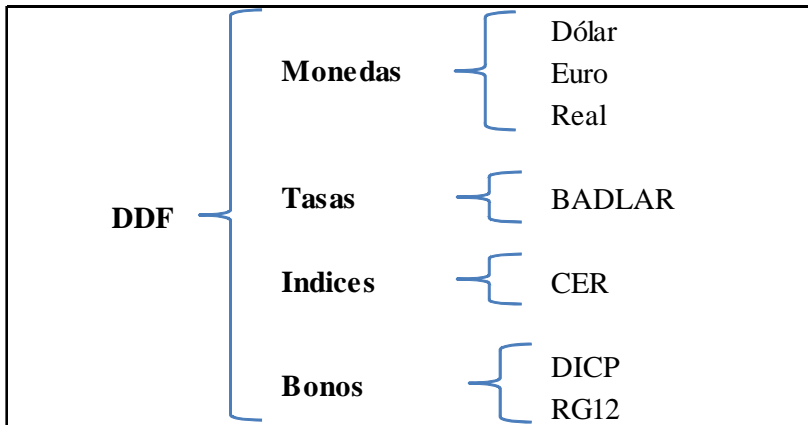 DDF
Monedas
Dólar
Euro
Real
Tasas
BADLAR
Indices
CER
Bonos
DICP
RG12